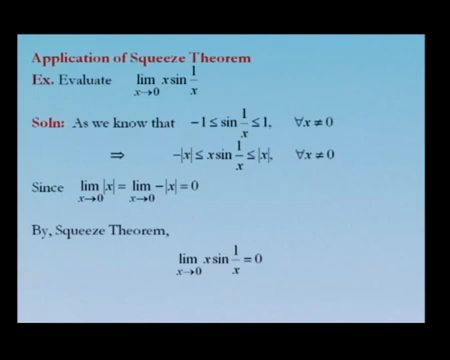 Application of Squeeze Theorem
Ex. Evaluate lim x→0 x sin 1/x
Soln: As we know that −1 ≤ sin 1/x ≤ 1, ∀x ≠ 0
⇒ −|x| ≤ x sin 1/x ≤ |x|, ∀x ≠ 0
Since lim x→0 |x| = lim x→0 −|x| = 0
By, Squeeze Theorem,
lim x→0 x sin 1/x = 0